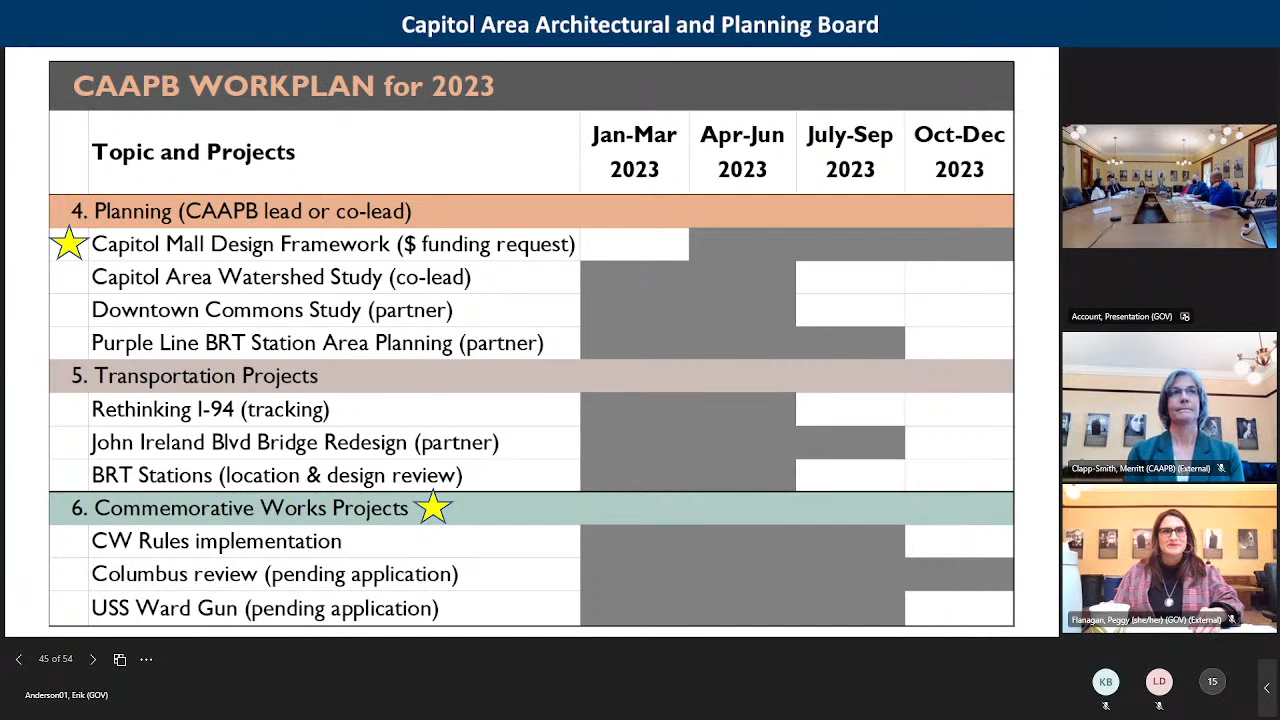 Capitol Area Architectural and Planning Board
CAAPB WORKPLAN for 2023
Topic and Projects
Jan-Mar 2023
Apr-Jun 2023
July-Sep 2023
Oct-Dec 2023
4. Planning (CAAPB lead or co-lead)
Capitol Mall Design Framework ($ funding request)
Capitol Area Watershed Study (co-lead)
Downtown Commons Study (partner)
Purple Line BRT Station Area Planning (partner)
5. Transportation Projects
Rethinking I-94 (tracking)
John Ireland Blvd Bridge Redesign (partner)
BRT Stations (location & design review)
6. Commemorative Works Projects
CW Rules implementation
Columbus review (pending application)
USS Ward Gun (pending application)
Account, Presentation (GOV)
Clapp-Smith, Merritt (CAAPB) (External)
Flanagan, Peggy (she/her) (GOV) (External)
45 of 54
Anderson01, Erik (GOV)
KB
LD
15